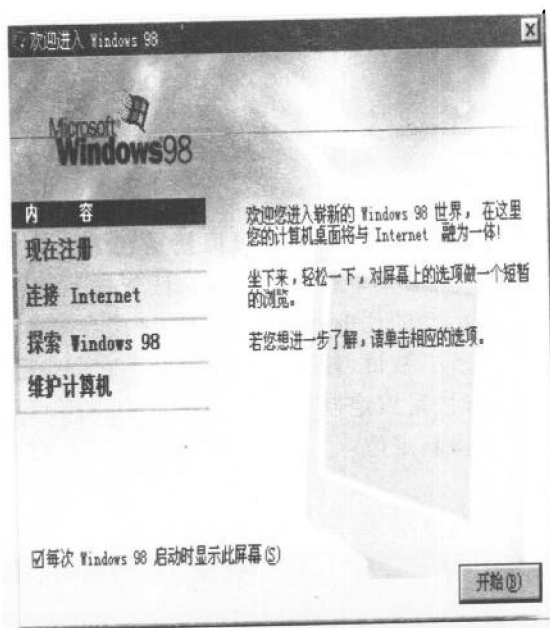 欢迎进入 Windows 98
X
Microsoft
Windows98
内 容
现在注册
连接 Internet
探索 Windows 98
维护计算机
欢迎您进入崭新的 Windows 98 世界，在这里
您的计算机桌面将与 Internet 融为一体!
坐下来，轻松一下，对屏幕上的选项做一个短暂
的浏览。
若您想进一步了解，请单击相应的选项。
每次 Windows 98 启动时显示此屏幕(S)
开始(B)